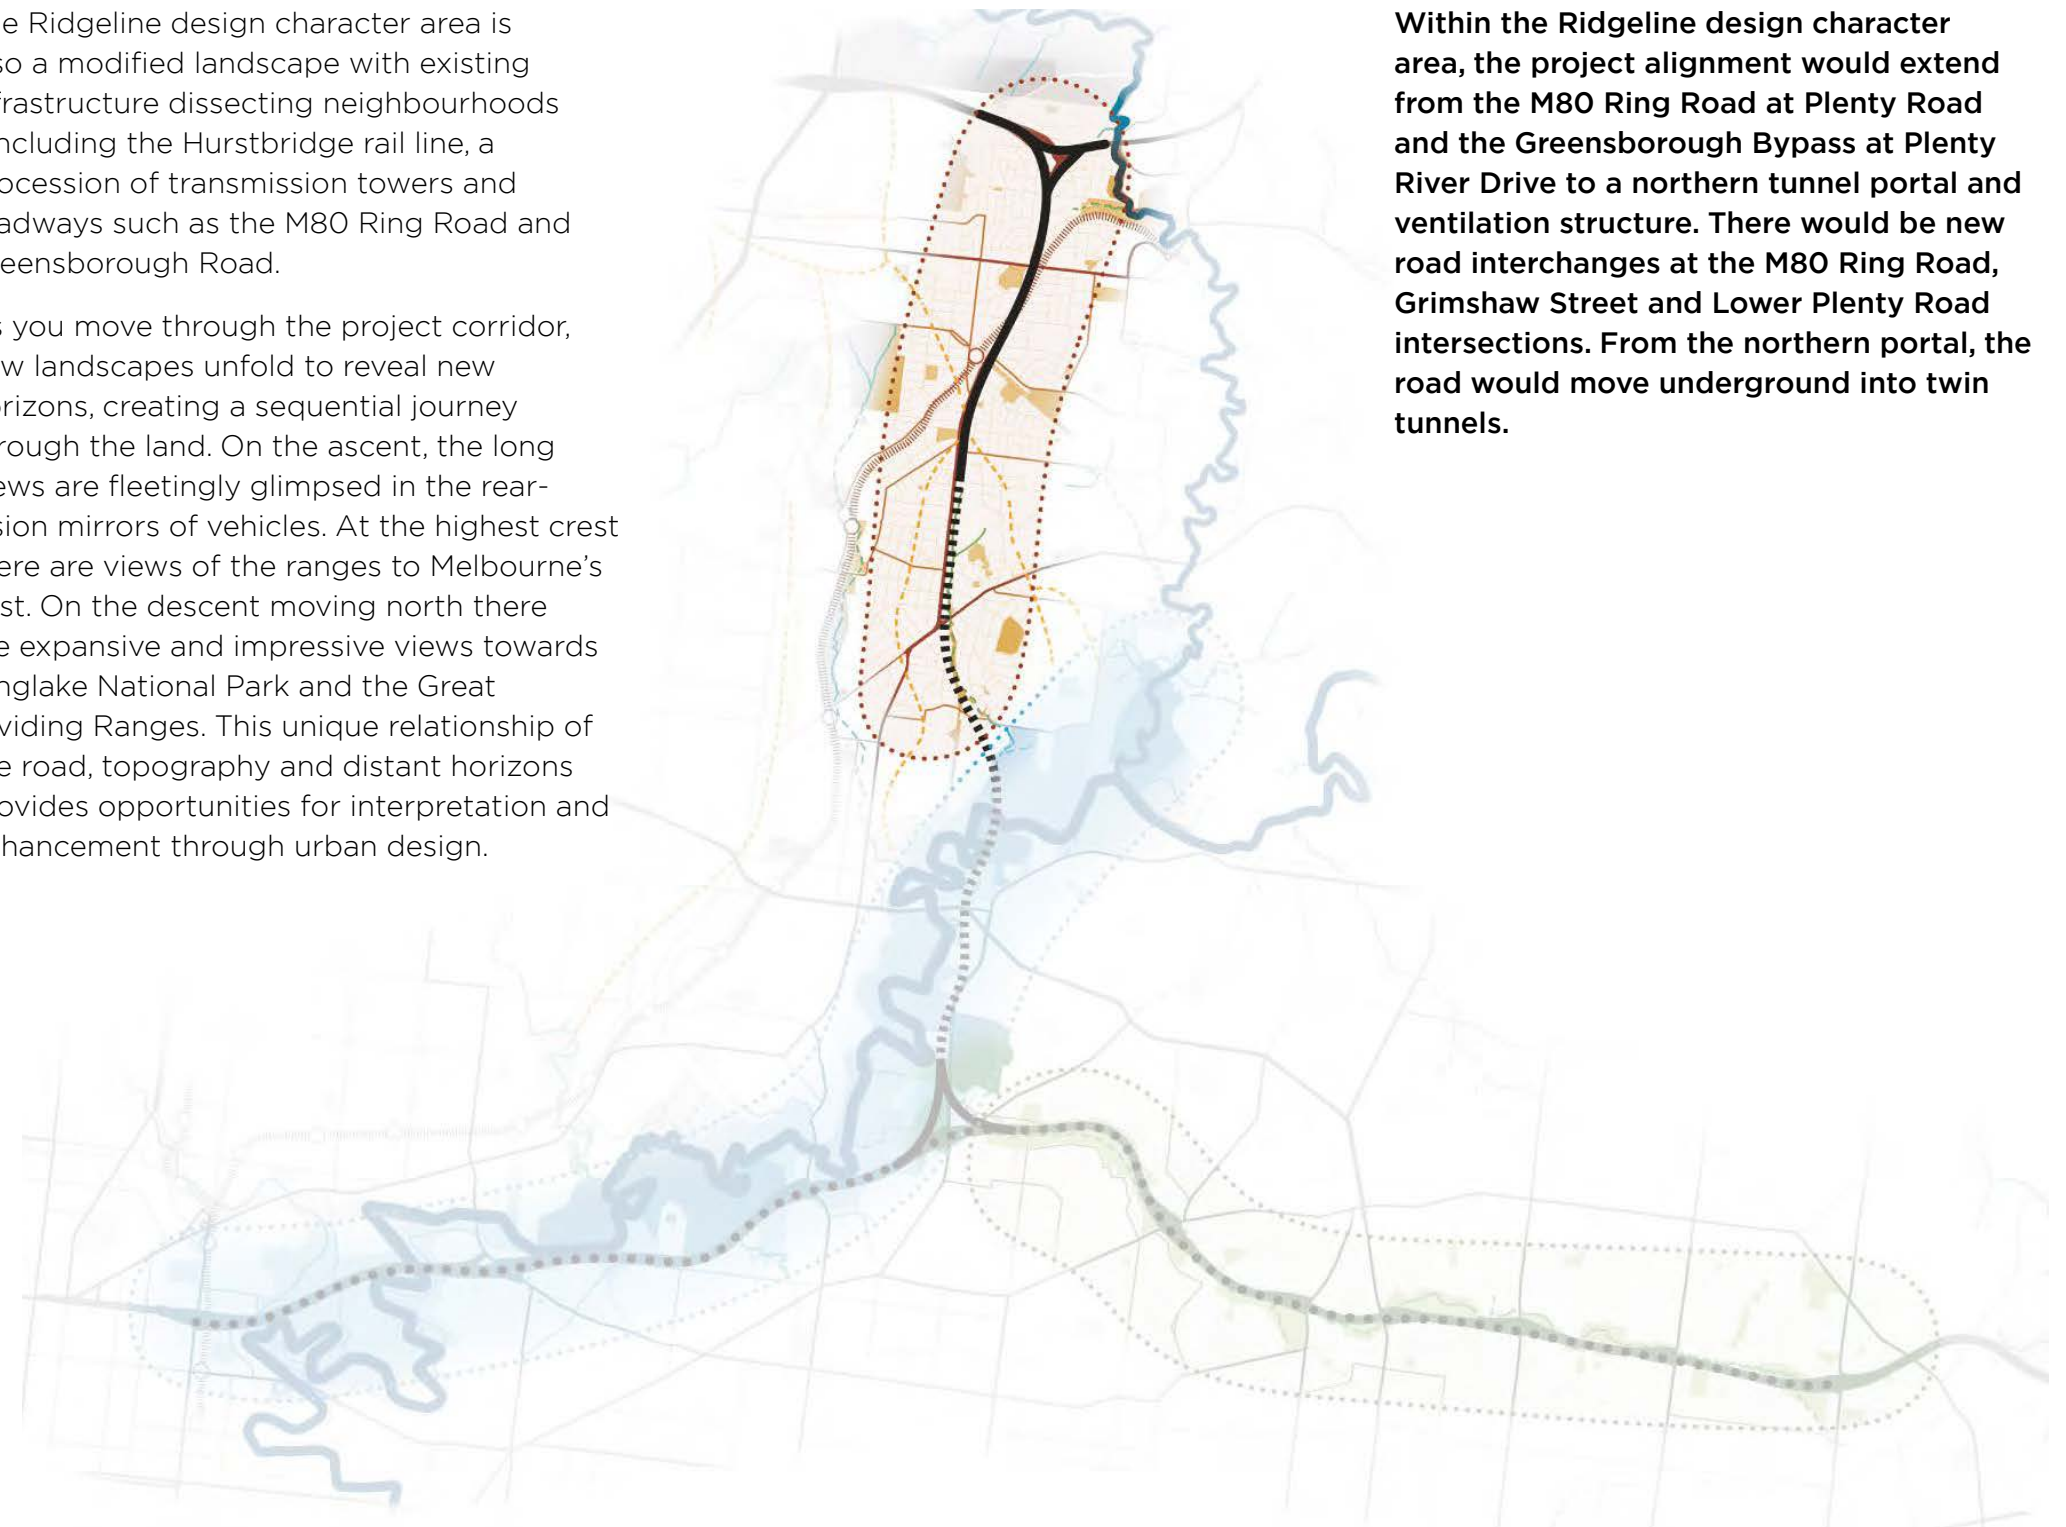 e Ridgeline design character area is
so a modified landscape with existing
frastructure dissecting neighbourhoods
ncluding the Hurstbridge rail line, a
ocession of transmission towers and
adways such as the M80 Ring Road and
eensborough Road.
s you move through the project corridor,
w landscapes unfold to reveal new
orizons, creating a sequential journey
rough the land. On the ascent, the long
ews are fleetingly glimpsed in the rear-
sion mirrors of vehicles. At the highest crest
ere are views of the ranges to Melbourne’s
st. On the descent moving north there
e expansive and impressive views towards
nglake National Park and the Great
viding Ranges. This unique relationship of
e road, topography and distant horizons
ovides opportunities for interpretation and
hancement through urban design.
Within the Ridgeline design character
area, the project alignment would extend
from the M80 Ring Road at Plenty Road
and the Greensborough Bypass at Plenty
River Drive to a northern tunnel portal and
ventilation structure. There would be new
road interchanges at the M80 Ring Road,
Grimshaw Street and Lower Plenty Road
intersections. From the northern portal, the
road would move underground into twin
tunnels.